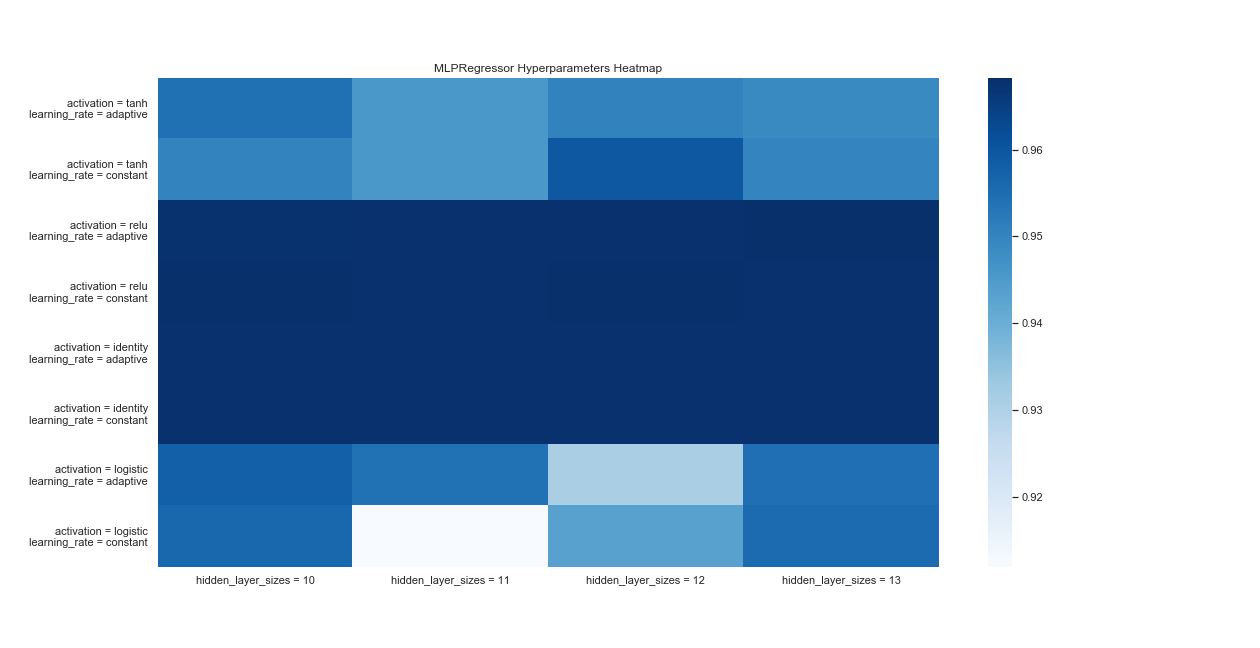 MLPRegressor Hyperparameters Heatmap
activation = tanh
learning_rate = adaptive
activation = tanh
learning_rate = constant
activation = relu
learning_rate = adaptive
activation = relu
learning_rate = constant
activation = identity
learning_rate = adaptive
activation = identity
learning_rate = constant
activation = logistic
learning_rate = adaptive
activation = logistic
learning_rate = constant
hidden_layer_sizes = 10
hidden_layer_sizes = 11
hidden_layer_sizes = 12
hidden_layer_sizes = 13
0.96
0.95
0.94
0.93
0.92